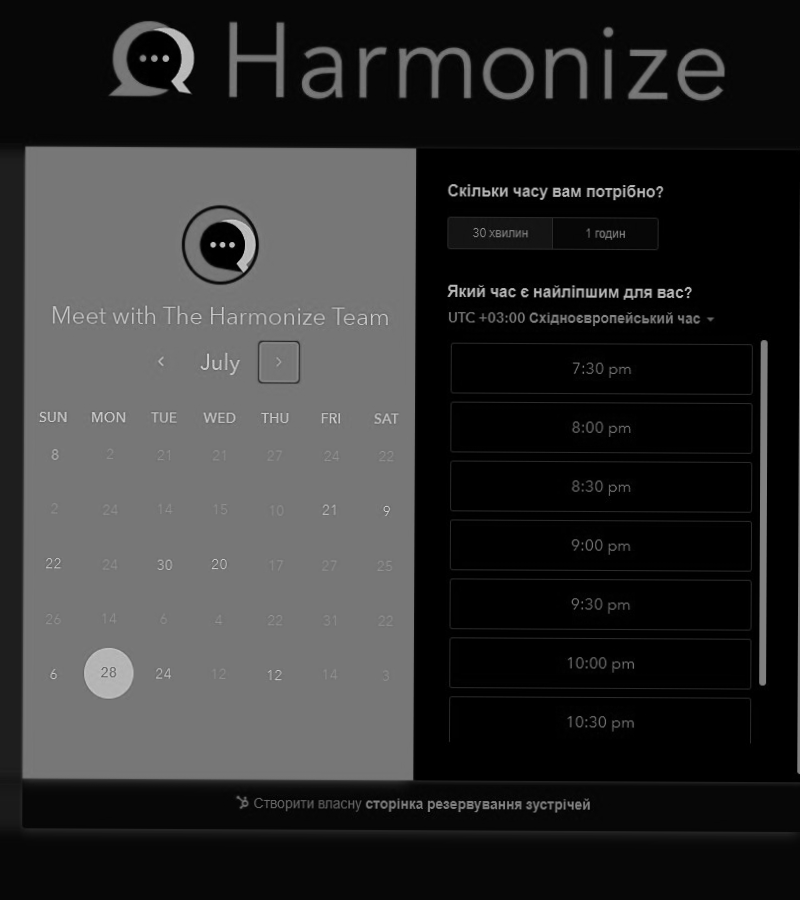 Harmonize
Meet with The Harmonize Team
July
SUN MON TUE WED THU FRI SAT
8 2 21 21 27 24 22
2 24 14 15 10 21 9
22 24 30 20 17 27 25
26 14 6 4 22 31 22
6 28 24 12 12 14 3
Скільки часу вам потрібно?
30 хвилин 1 годин
Який час є найліпшим для вас?
UTC +03:00 Східноєвропейський час
7:30 pm
8:00 pm
8:30 pm
9:00 pm
9:30 pm
10:00 pm
10:30 pm
Створити власну сторінка резервування зустрічей